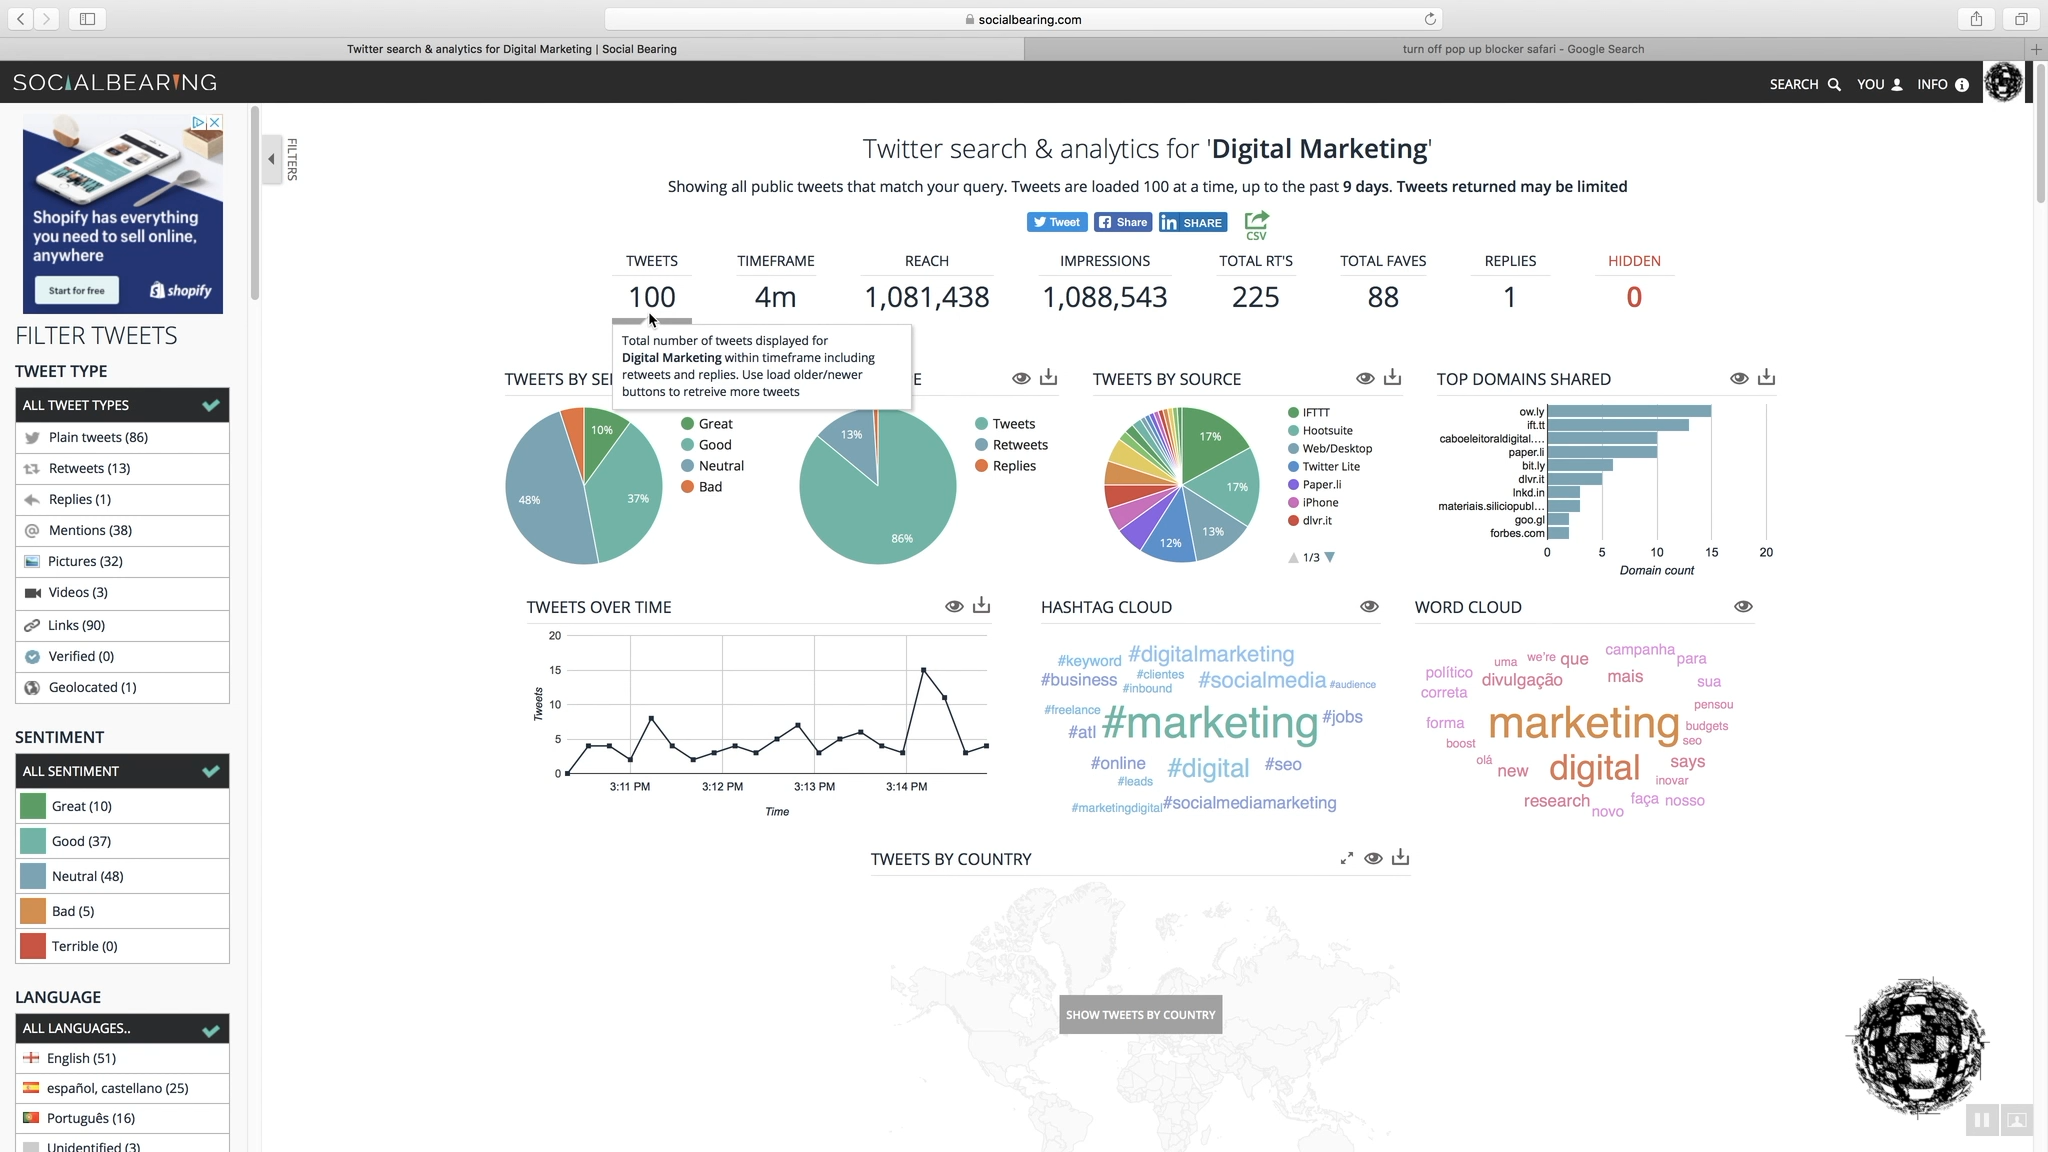 socialbearing.com
Twitter search & analytics for Digital Marketing | Social Bearing
turn off pop up blocker safari - Google Search
SOCIALBEARING
SEARCH
YOU
INFO
Shopify has everything
you need to sell online,
anywhere
Start for free
shopify
FILTERS
Twitter search & analytics for 'Digital Marketing'
Showing all public tweets that match your query. Tweets are loaded 100 at a time, up to the past 9 days. Tweets returned may be limited
Tweet
Share
in SHARE
CSV
TWEETS
100
TIMEFRAME
4m
REACH
1,081,438
IMPRESSIONS
1,088,543
TOTAL RT'S
225
TOTAL FAVES
88
REPLIES
1
HIDDEN
0
Total number of tweets displayed for
Digital Marketing within timeframe including
retweets and replies. Use load older/newer
buttons to retreive more tweets
FILTER TWEETS
TWEET TYPE
ALL TWEET TYPES
Plain tweets (86)
Retweets (13)
Replies (1)
Mentions (38)
Pictures (32)
Videos (3)
Links (90)
Verified (0)
Geolocated (1)
SENTIMENT
ALL SENTIMENT
Great (10)
Good (37)
Neutral (48)
Bad (5)
Terrible (0)
LANGUAGE
ALL LANGUAGES..
English (51)
español, castellano (25)
Português (16)
Unidentified (3)
TWEETS BY SE
10%
37%
48%
Great
Good
Neutral
Bad
E
13%
86%
Tweets
Retweets
Replies
TWEETS BY SOURCE
17%
17%
13%
12%
IFTTT
Hootsuite
Web/Desktop
Twitter Lite
Paper.li
iPhone
dlvr.it
1/3
TOP DOMAINS SHARED
ow.ly
ift.tt
caboeleitoraldigital....
paper.li
bit.ly
dlvr.it
lnkd.in
materiais.siliciopubl...
goo.gl
forbes.com
0 5 10 15 20
Domain count
TWEETS OVER TIME
20
15
10
5
0
Tweets
3:11 PM 3:12 PM 3:13 PM 3:14 PM
Time
HASHTAG CLOUD
#keyword #digitalmarketing
#business #clientes #socialmedia #audience
#inbound
#freelance #marketing #jobs
#atl
#online #digital #seo
#leads
#marketingdigital #socialmediamarketing
WORD CLOUD
uma we're que campanha para
político divulgação mais sua
correta
forma marketing pensou
budgets
boost seo
olá new digital says
inovar
research novo faça nosso
TWEETS BY COUNTRY
SHOW TWEETS BY COUNTRY